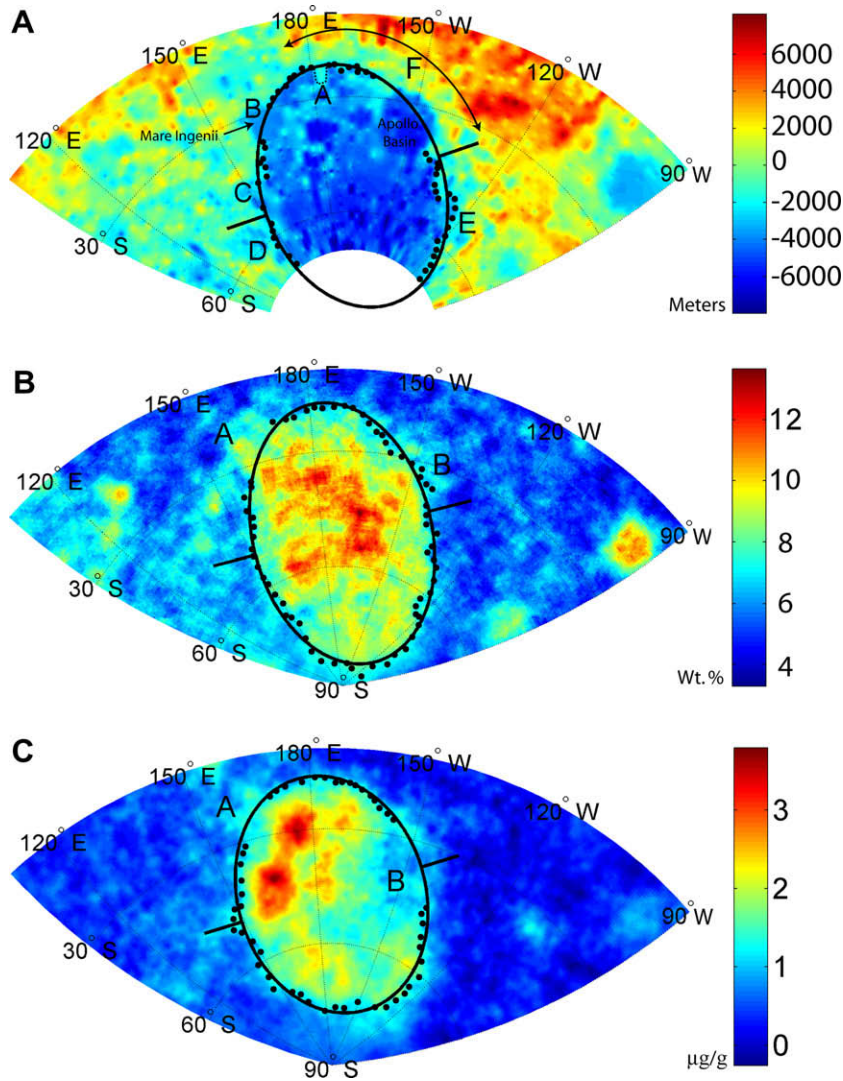 A
180° E
150° W
150° E
F
120° W
6000
B
A
4000
Mare Ingenii
Apollo
Basin
2000
120° E
90° W
0
C
-2000
E
30° S
D
-4000
60° S
-6000
Meters
B
180° E
150° W
150° E
12
A
120° W
B
10
120° E
90° W
8
30° S
6
60° S
4
90° S
Wt. %
C
180° E
150° W
150° E
3
A
120° W
120° E
2
B
90° W
1
30° S
60° S
0
90° S
µg/g